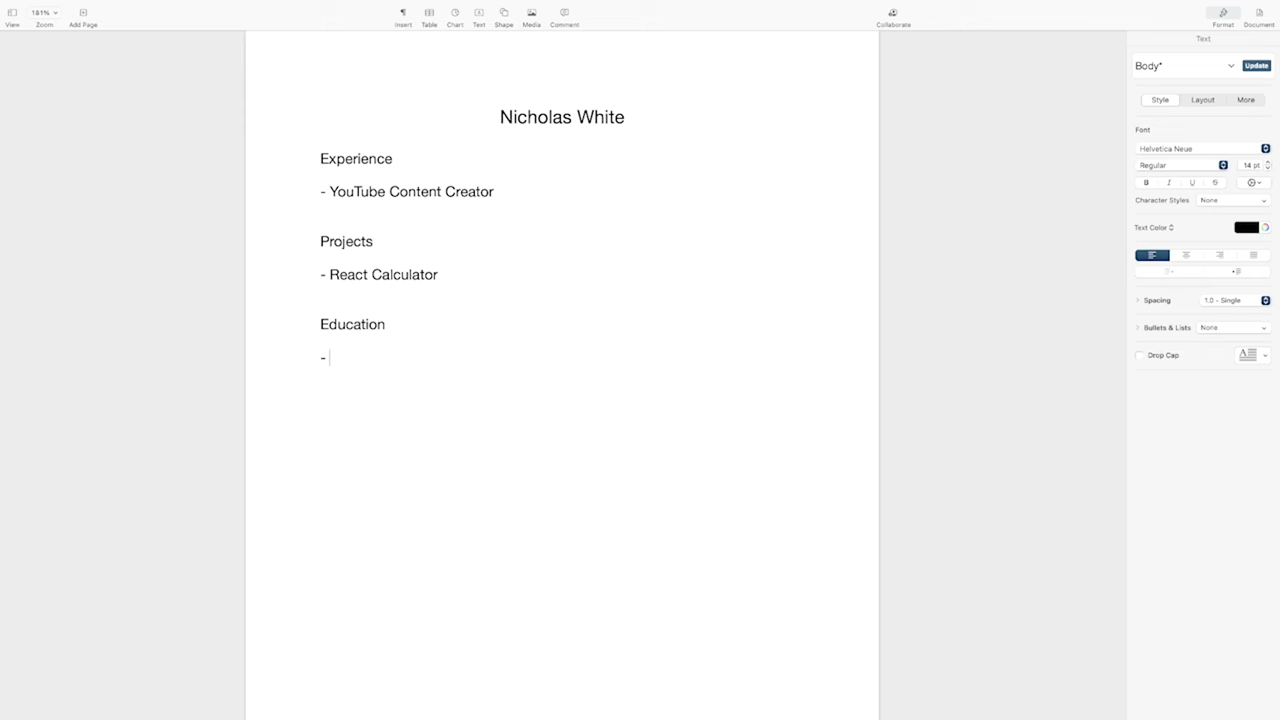 181%
View
Zoom
Add Page
Insert
Table
Chart
Text
Shape
Media
Comment
Collaborate
Format
Document
Text
Body*
Update
Style
Layout
More
Font
Helvetica Neue
Regular
14 pt
B I U S
Character Styles
None
Text Color
Spacing
1.0 - Single
Bullets & Lists
None
Drop Cap
A
Nicholas White
Experience
- YouTube Content Creator
Projects
- React Calculator
Education
-